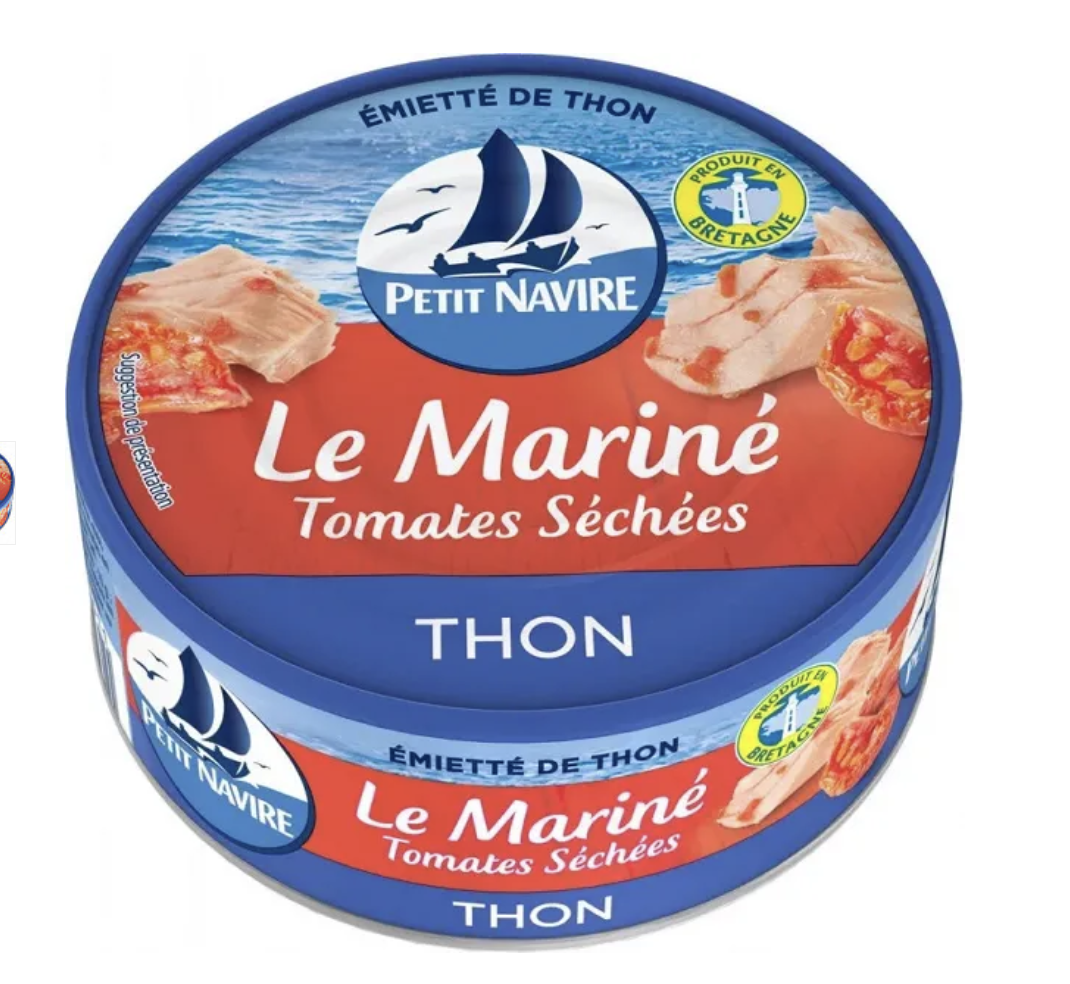 ÉMIETTÉ DE THON
PETIT NAVIRE
PRODUIT EN
BRETAGNE
Suggestion de présentation
Le Mariné
Tomates Séchées
THON
PETIT NAVIRE
ÉMIETTÉ DE THON
Le Mariné
Tomates Séchées
THON
PRODUIT EN
BRETAGNE